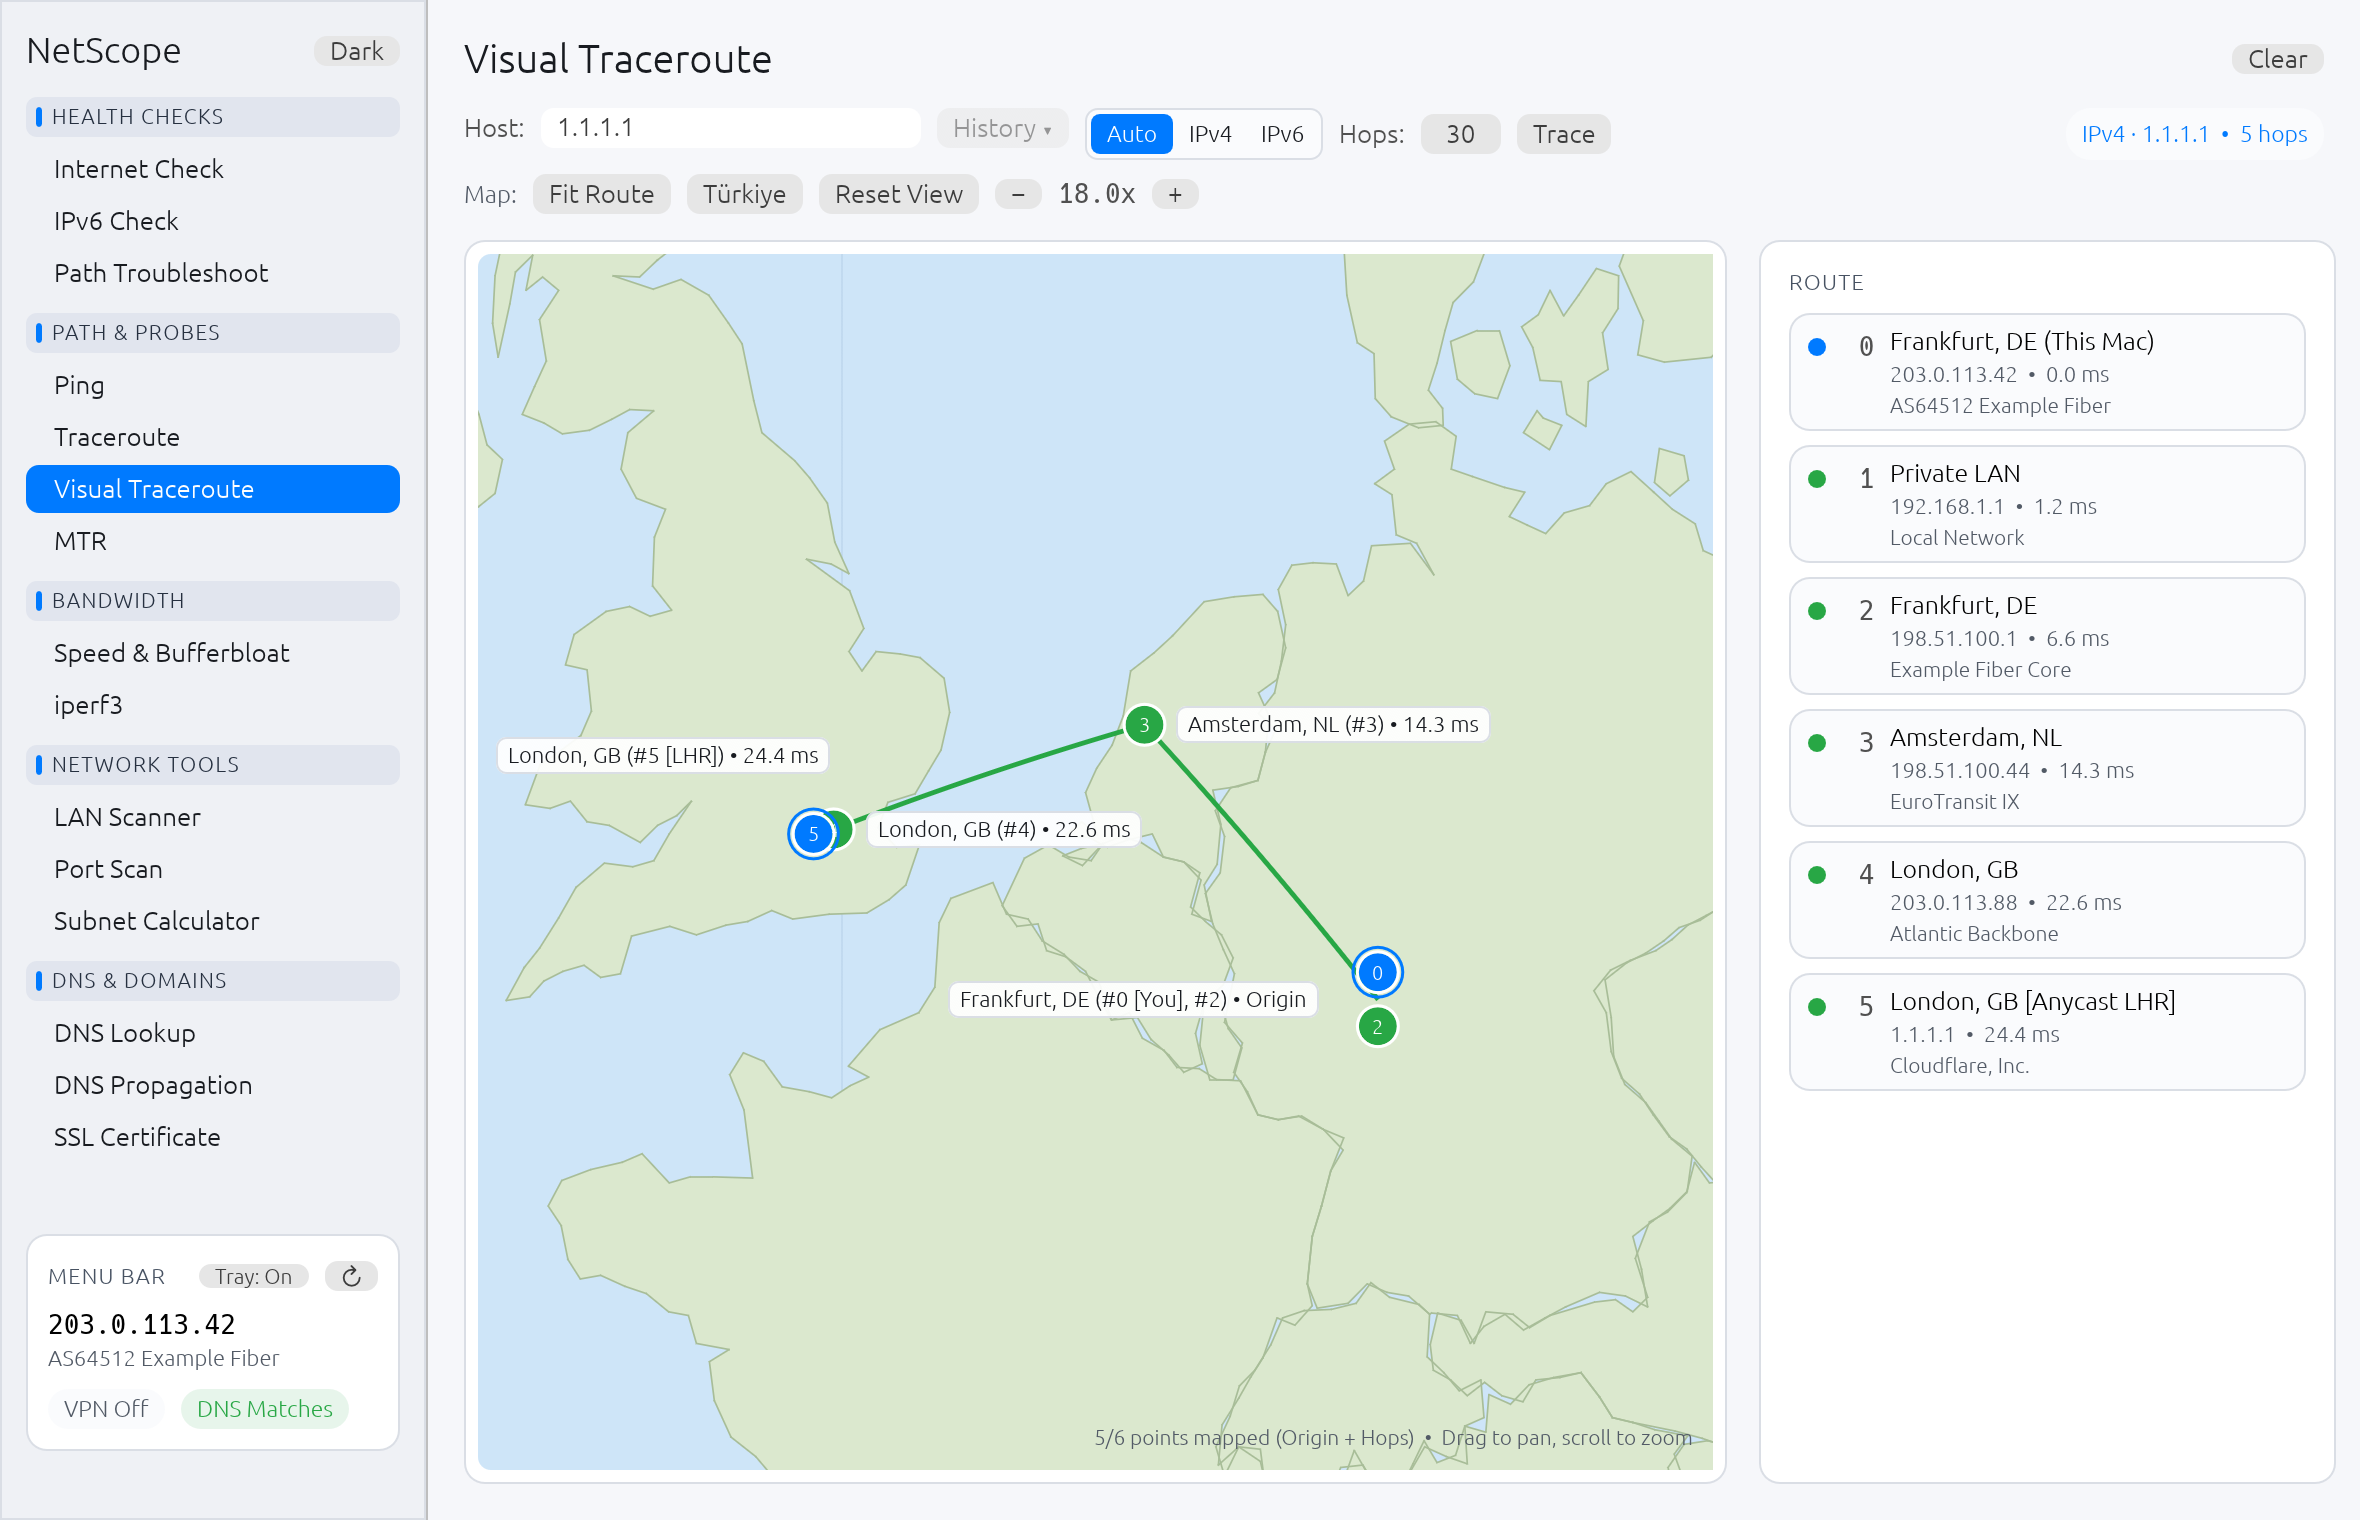 NetScope
Dark
HEALTH CHECKS
Internet Check
IPv6 Check
Path Troubleshoot
PATH & PROBES
Ping
Traceroute
Visual Traceroute
MTR
BANDWIDTH
Speed & Bufferbloat
iperf3
NETWORK TOOLS
LAN Scanner
Port Scan
Subnet Calculator
DNS & DOMAINS
DNS Lookup
DNS Propagation
SSL Certificate
MENU BAR
Tray: On
203.0.113.42
AS64512 Example Fiber
VPN Off
DNS Matches
Visual Traceroute
Clear
Host: 1.1.1.1 History ▾ Auto IPv4 IPv6 Hops: 30 Trace
IPv4 · 1.1.1.1 • 5 hops
Map: Fit Route Türkiye Reset View − 18.0x +
3
Amsterdam, NL (#3) • 14.3 ms
London, GB (#5 [LHR]) • 24.4 ms
5
London, GB (#4) • 22.6 ms
0
Frankfurt, DE (#0 [You], #2) • Origin
2
5/6 points mapped (Origin + Hops) • Drag to pan, scroll to zoom
ROUTE
0 Frankfurt, DE (This Mac)
203.0.113.42 • 0.0 ms
AS64512 Example Fiber
1 Private LAN
192.168.1.1 • 1.2 ms
Local Network
2 Frankfurt, DE
198.51.100.1 • 6.6 ms
Example Fiber Core
3 Amsterdam, NL
198.51.100.44 • 14.3 ms
EuroTransit IX
4 London, GB
203.0.113.88 • 22.6 ms
Atlantic Backbone
5 London, GB [Anycast LHR]
1.1.1.1 • 24.4 ms
Cloudflare, Inc.